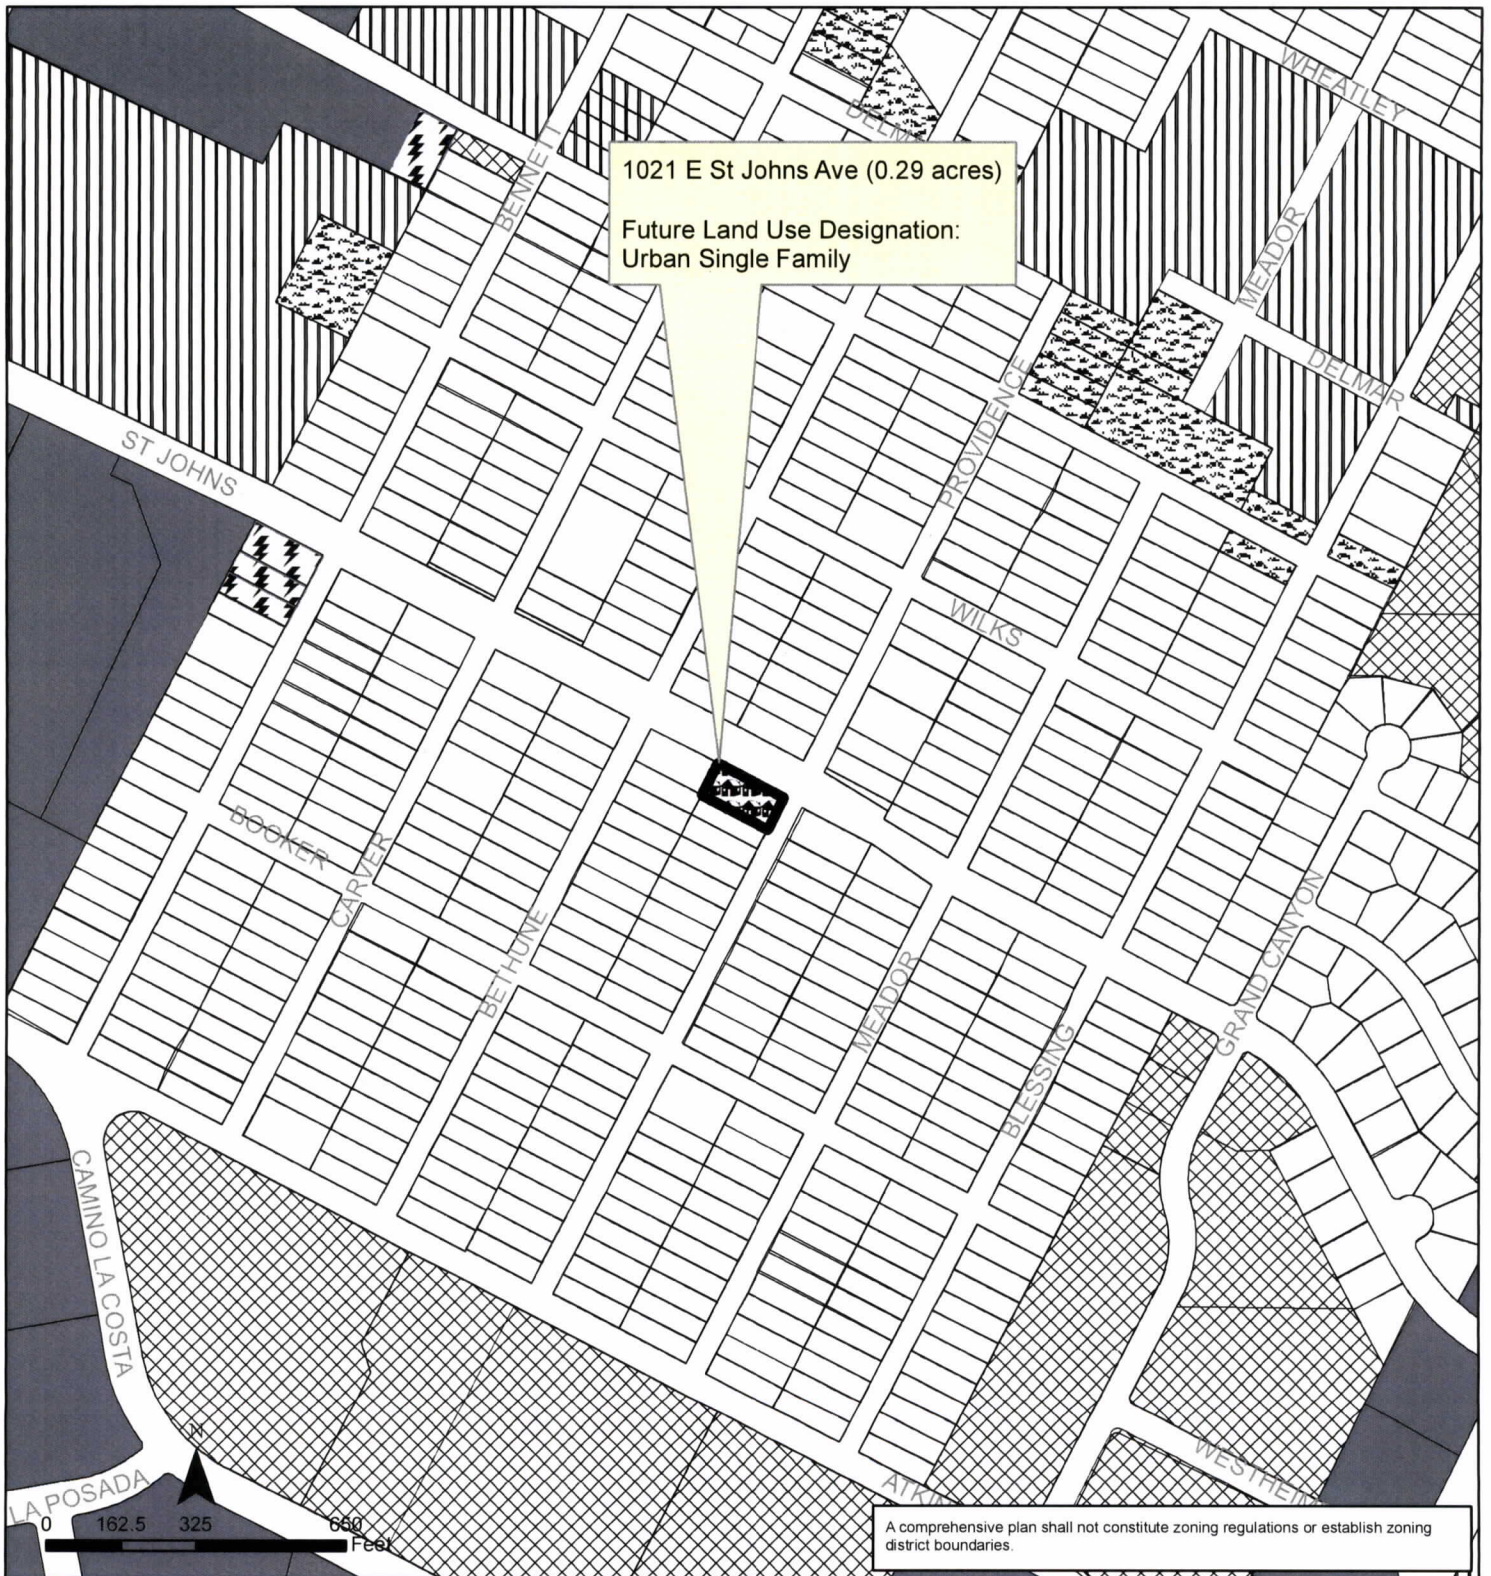 WHEATLEY
BENNETT
1021 E St Johns Ave (0.29 acres)
Future Land Use Designation:
Urban Single Family
MEADOR
DELMAR
PROVIDENCE
ST JOHNS
WILKS
BOOKER
CARVER
BETHUNE
MEADOR
GRAND CANYON
BLESSING
CAMINO LA COSTA
N
LA POSADA
0 162.5 325 650
Feet
A comprehensive plan shall not constitute zoning regulations or establish zoning
district boundaries.